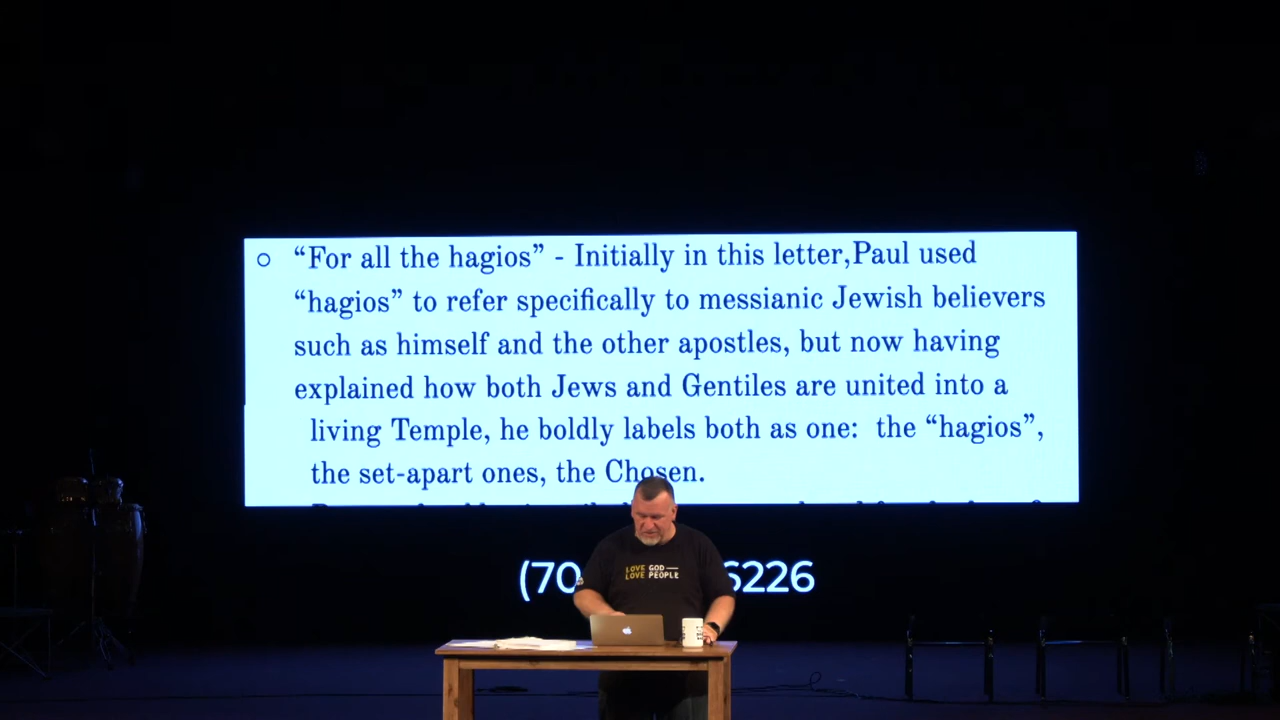 ○ “For all the hagios” - Initially in this letter,Paul used
“hagios” to refer specifically to messianic Jewish believers
such as himself and the other apostles, but now having
explained how both Jews and Gentiles are united into a
living Temple, he boldly labels both as one: the “hagios”,
the set-apart ones, the Chosen.
(70 6226
LOVE GOD
LOVE PEOPLE